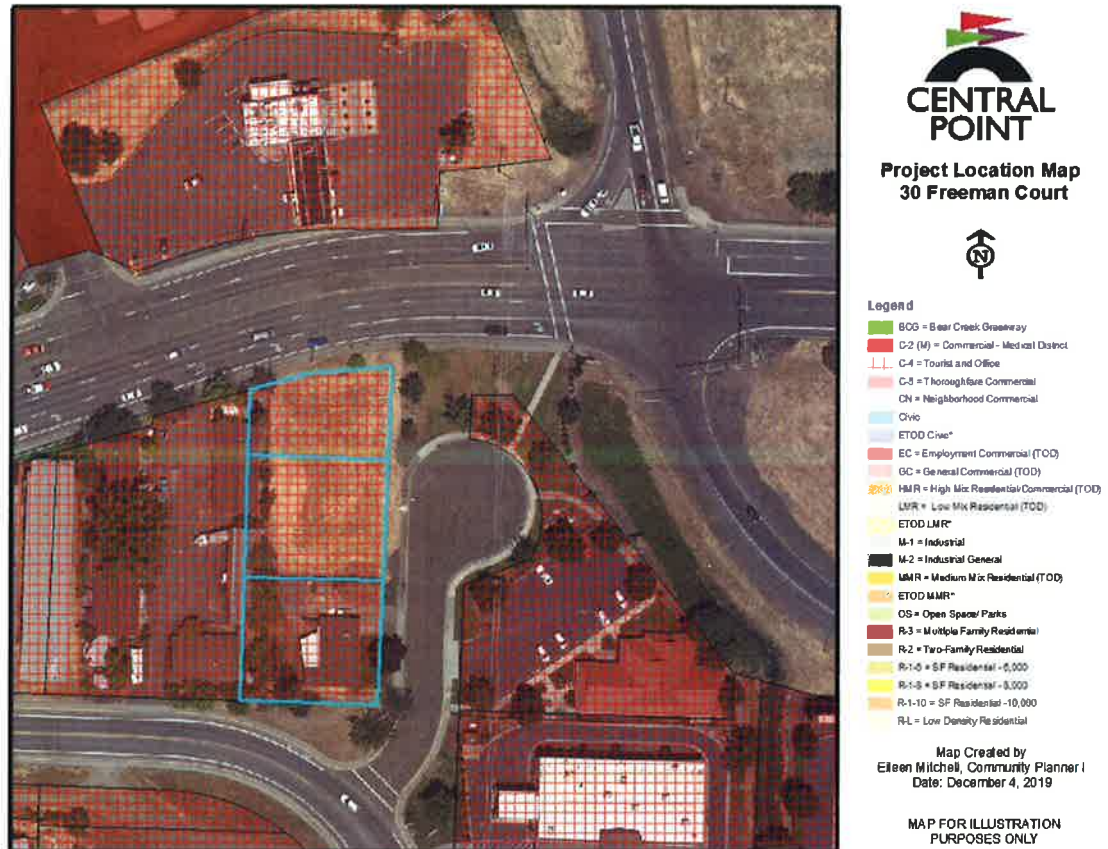 CENTRAL
POINT
Project Location Map
30 Freeman Court
N
Legend
BCG = Bear Creek Greenway
C-2 (M) = Commercial - Medical District
C-4 = Tourist and Office
C-5 = Thoroughfare Commercial
CN = Neighborhood Commercial
Civic
ETOD Civic*
EC = Employment Commercial (TOD)
GC = General Commercial (TOD)
HMR = High Mix Residential/Commercial (TOD)
LMR = Low Mix Residential (TOD)
ETOD LMR*
M-1 = Industrial
M-2 = Industrial General
MMR = Medium Mix Residential (TOD)
ETOD MMR*
OS = Open Space/ Parks
R-3 = Multiple Family Residential
R-2 = Two-Family Residential
R-1-6 = SF Residential - 6,000
R-1-8 = SF Residential - 8,000
R-1-10 = SF Residential -10,000
R-L = Low Density Residential
Map Created by
Eileen Mitchell, Community Planner I
Date: December 4, 2019
MAP FOR ILLUSTRATION
PURPOSES ONLY